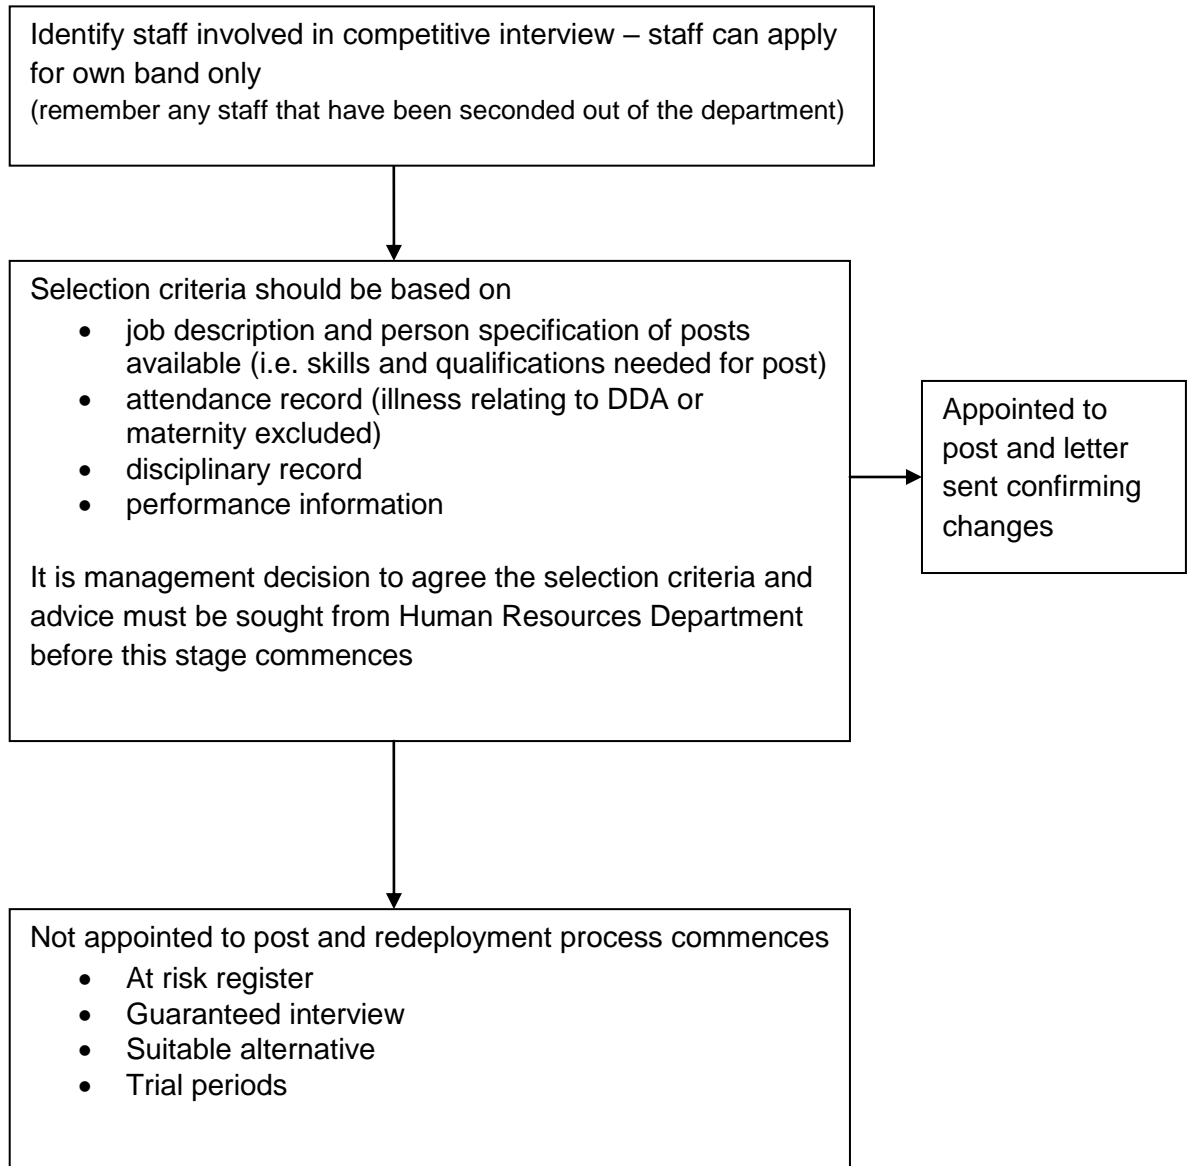 Identify staff involved in competitive interview – staff can apply
for own band only
(remember any staff that have been seconded out of the department)
Selection criteria should be based on
• job description and person specification of posts
available (i.e. skills and qualifications needed for post)
• attendance record (illness relating to DDA or
maternity excluded)
• disciplinary record
• performance information
It is management decision to agree the selection criteria and
advice must be sought from Human Resources Department
before this stage commences
Appointed to
post and letter
sent confirming
changes
Not appointed to post and redeployment process commences
• At risk register
• Guaranteed interview
• Suitable alternative
• Trial periods